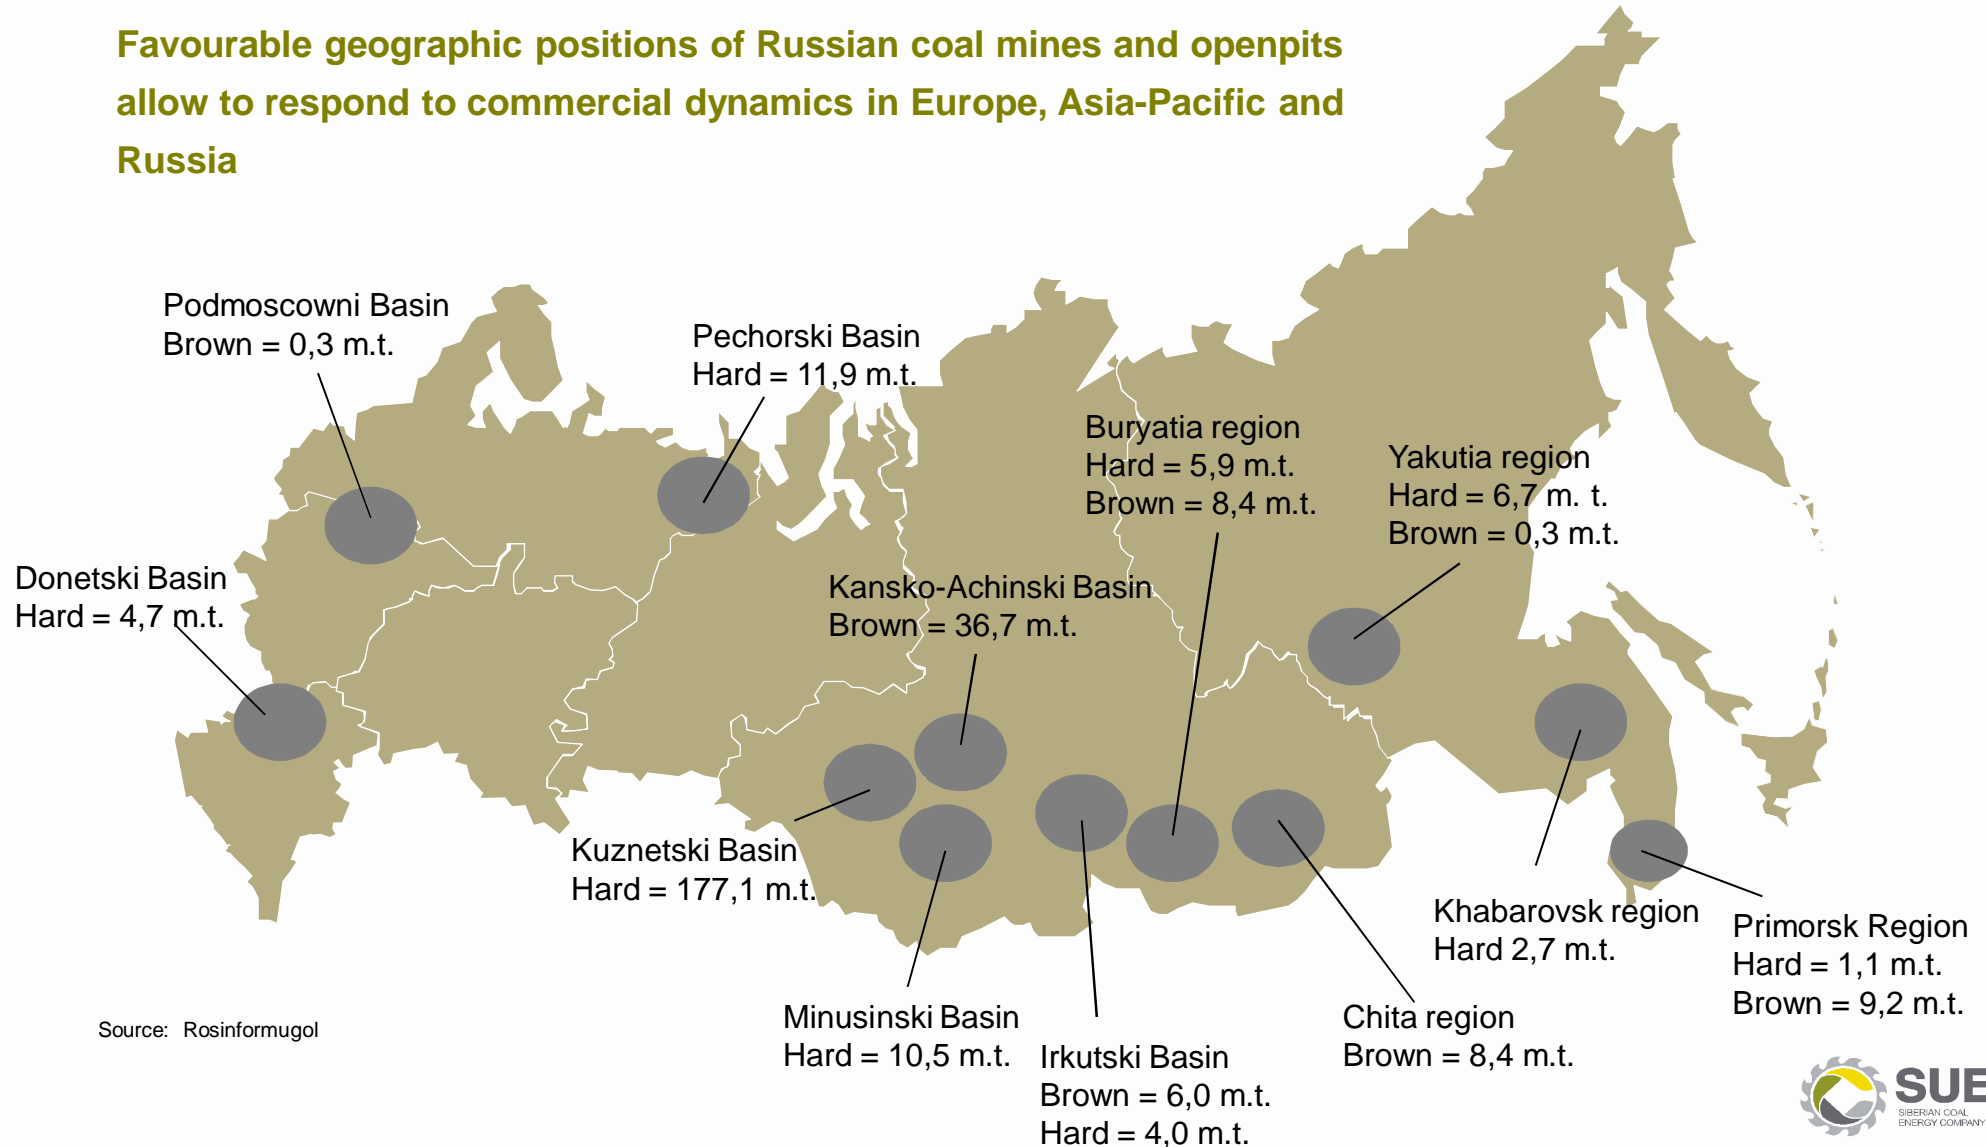 Favourable geographic positions of Russian coal mines and openpits
allow to respond to commercial dynamics in Europe, Asia-Pacific and
Russia
Podmoscowni Basin
Brown = 0,3 m.t.
Pechorski Basin
Hard = 11,9 m.t.
Buryatia region
Hard = 5,9 m.t.
Brown = 8,4 m.t.
Yakutia region
Hard = 6,7 m. t.
Brown = 0,3 m.t.
Donetski Basin
Hard = 4,7 m.t.
Kansko-Achinski Basin
Brown = 36,7 m.t.
Kuznetski Basin
Hard = 177,1 m.t.
Khabarovsk region
Hard 2,7 m.t.
Primorsk Region
Hard = 1,1 m.t.
Brown = 9,2 m.t.
Minusinski Basin
Hard = 10,5 m.t.
Irkutski Basin
Brown = 6,0 m.t.
Hard = 4,0 m.t.
Chita region
Brown = 8,4 m.t.
Source: Rosinformugol
SUE
SIBERIAN COAL
ENERGY COMPANY